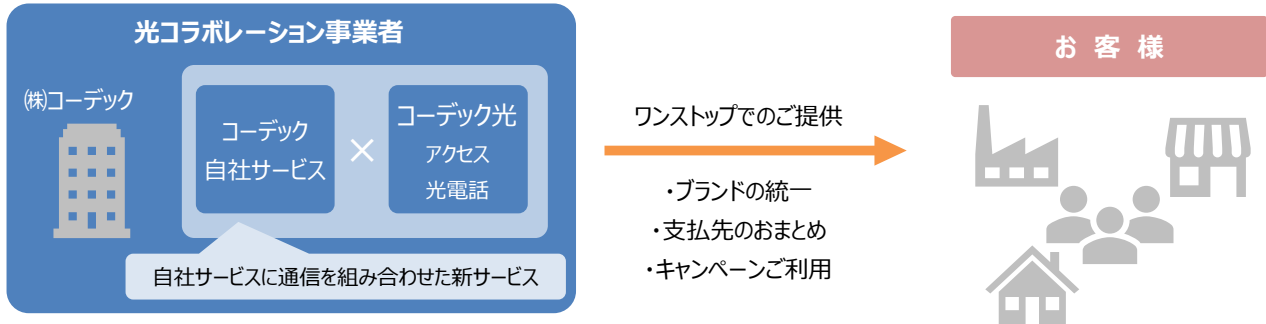 光コラボレーション事業者
㈱コーデック
コーデック
自社サービス
×
コーデック光
アクセス
光電話
自社サービスに通信を組み合わせた新サービス
ワンストップでのご提供
・ブランドの統一
・支払先のおまとめ
・キャンペーンご利用
お客様